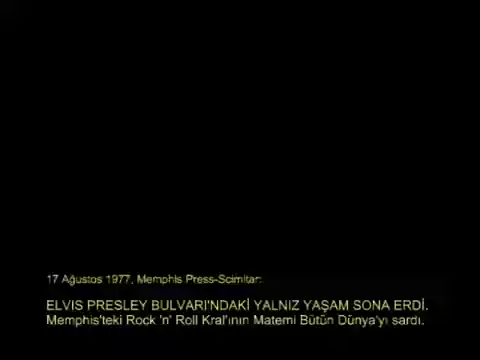 17 Ağustos 1977, Memphis Press-Scimitar:
ELVIS PRESLEY BULVARI'NDAKİ YALNIZ YAŞAM SONA ERDİ.
Memphis'teki Rock 'n' Roll Kral'ının Matemi Bütün Dünya'yı sardı.